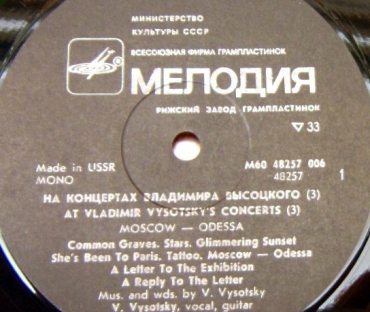 МИНИСТЕРСТВО
КУЛЬТУРЫ СССР
ВСЕСОЮЗНАЯ ФИРМА ГРАМПЛАСТИНОК
МЕЛОДИЯ
РИЖСКИЙ ЗАВОД ГРАМПЛАСТИНОК
▽33
Made in USSR
MONO
М60 48257 006
48257
1
НА КОНЦЕРТАХ ВЛАДИМИРА ВЫСОЦКОГО (3)
AT VLADIMIR VYSOTSKY'S CONCERTS (3)
MOSCOW — ODESSA
Common Graves. Stars. Glimmering Sunset
She's Been To Paris. Tattoo. Moscow — Odessa
A Letter To The Exhibition
A Reply To The Letter
Mus. and wds. by V. Vysotsky
V. Vysotsky, vocal, guitar